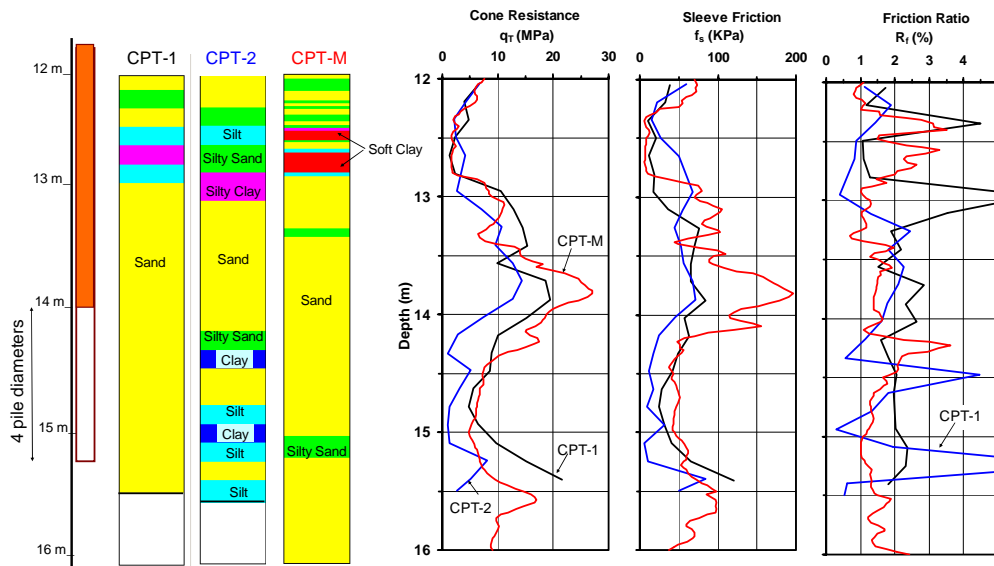 CPT-1
CPT-2
CPT-M
12 m
13 m
14 m
15 m
16 m
4 pile diameters
Sand
Silt
Silty Sand
Silty Clay
Sand
Silty Sand
Clay
Silt
Clay
Silt
Silt
Soft Clay
Sand
Silty Sand
Cone Resistance
qT (MPa)
0 10 20 30
Depth (m)
12
13
14
15
16
CPT-M
CPT-1
CPT-2
Sleeve Friction
fs (KPa)
0 100 200
Friction Ratio
Rf (%)
0 1 2 3 4 5
CPT-1